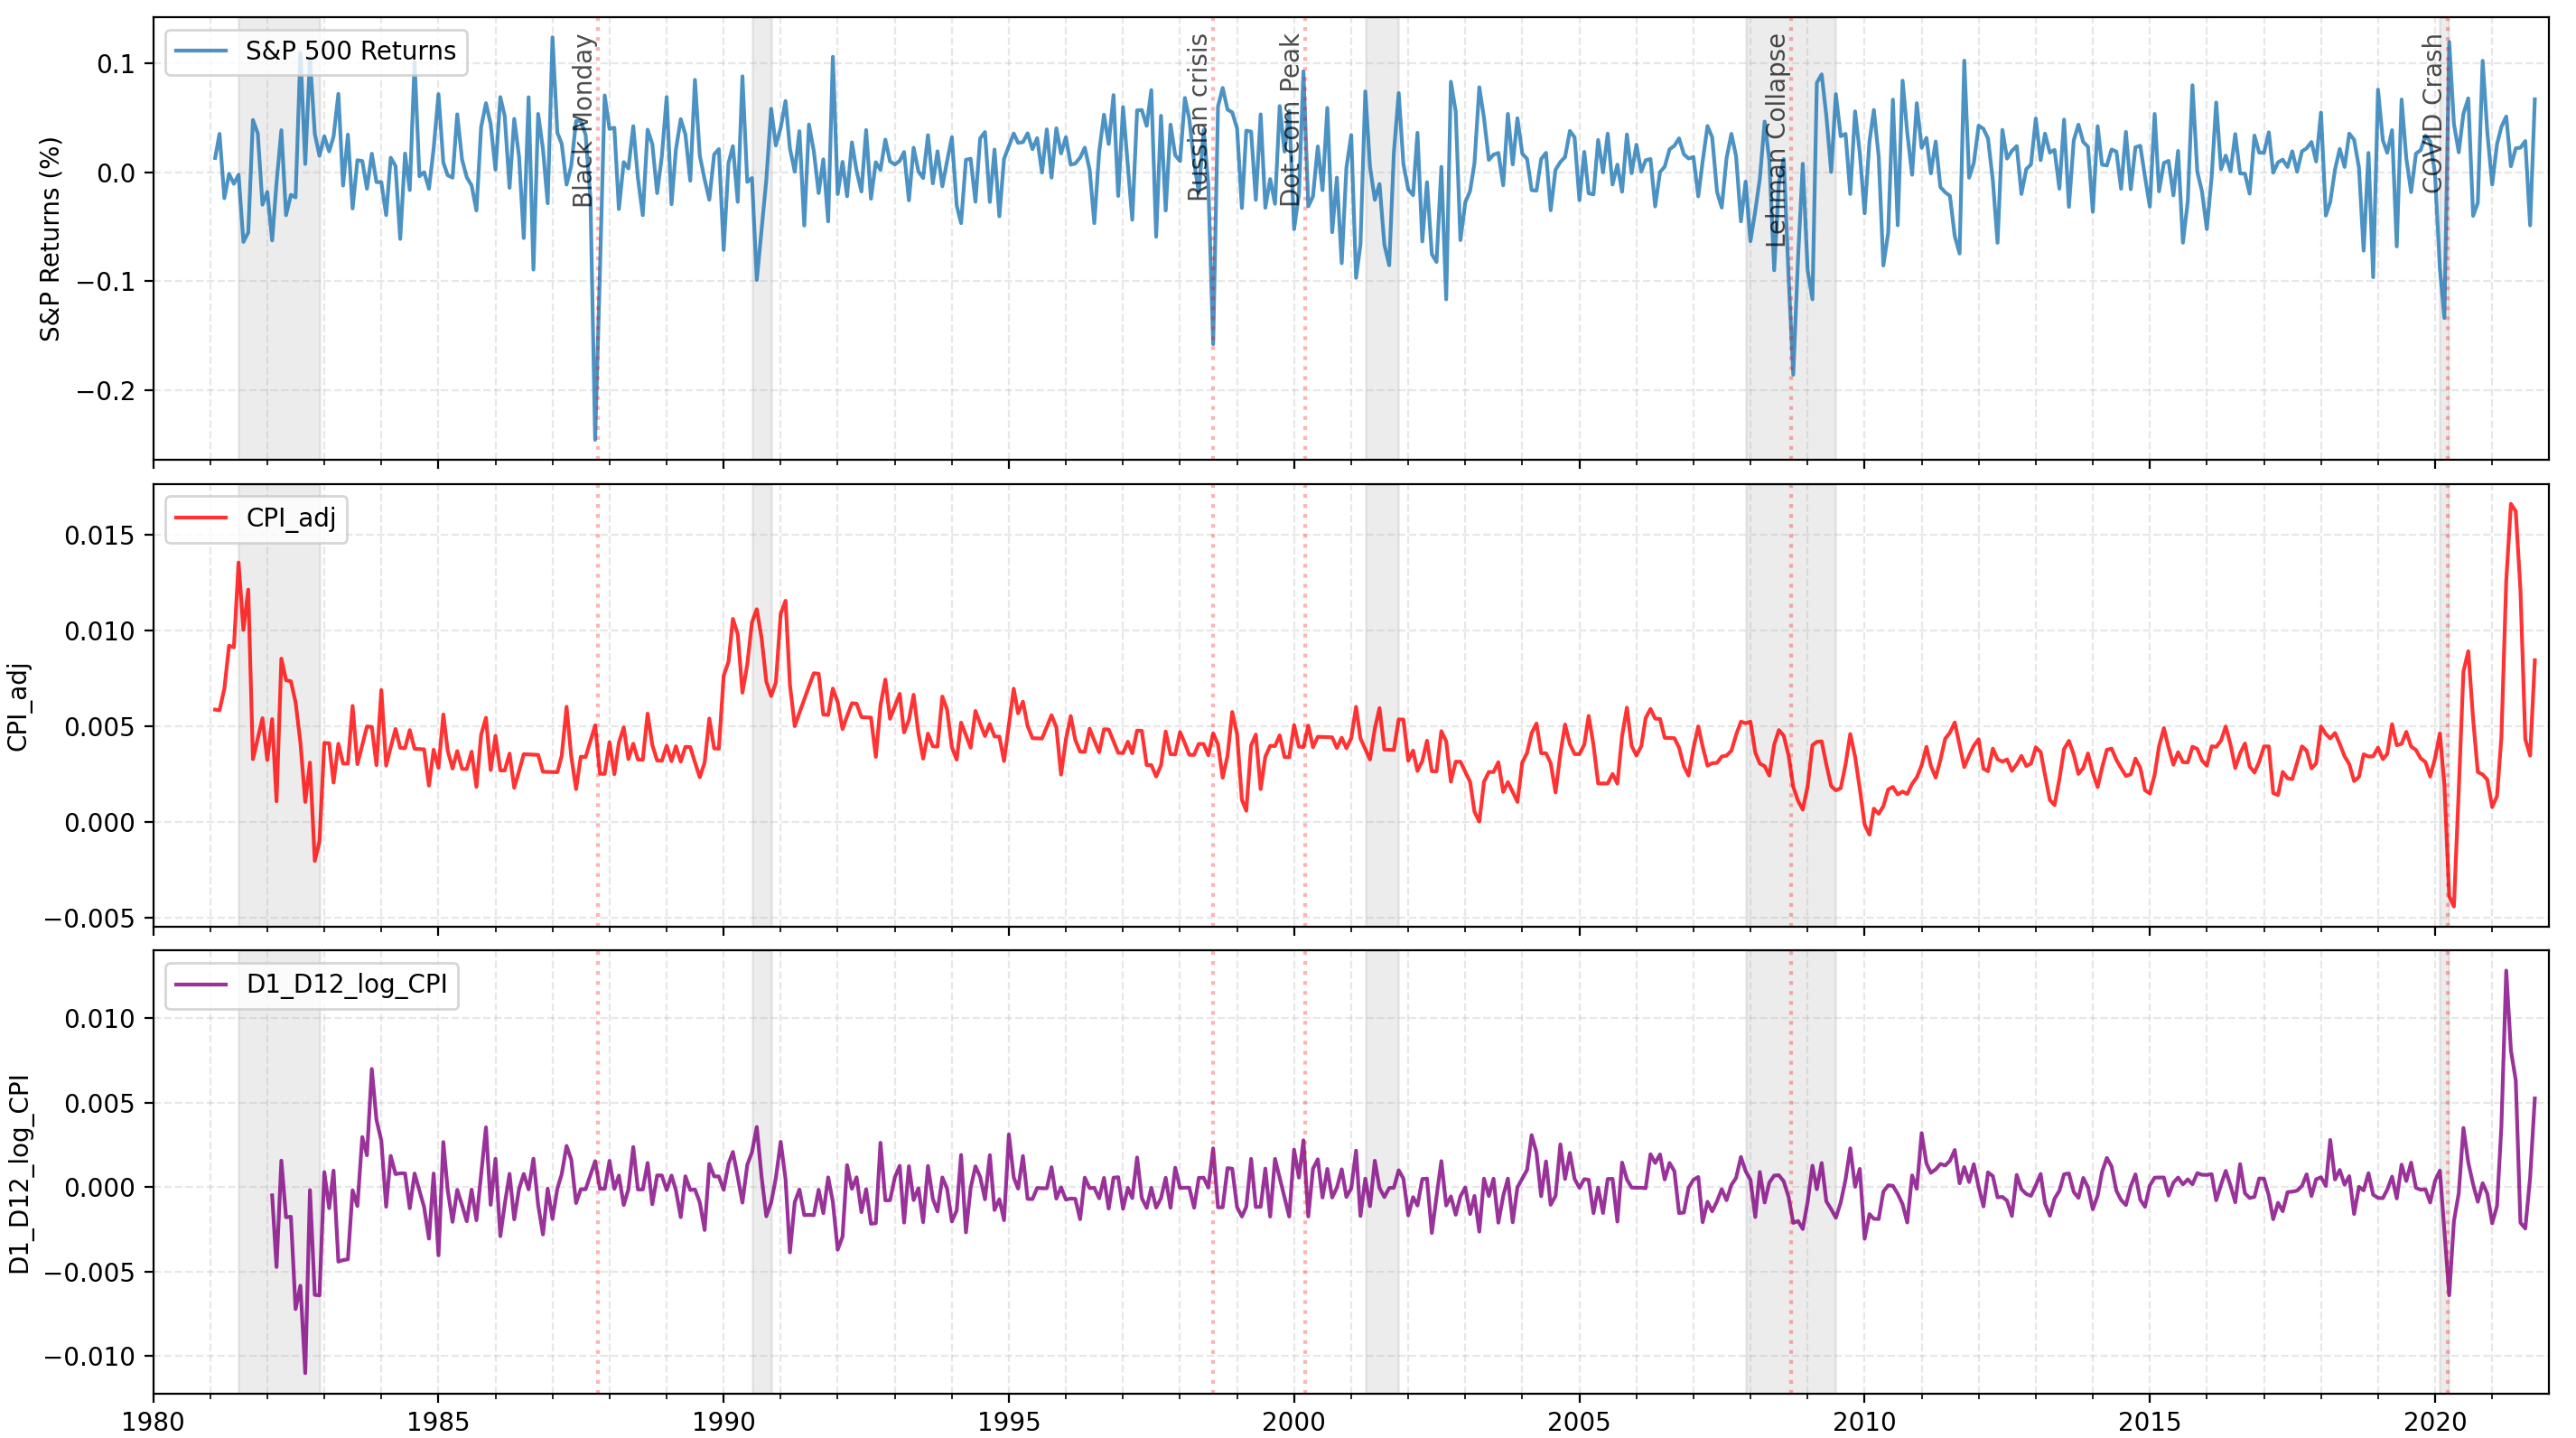 S&P 500 Returns
Black Monday
Russian crisis
Dot-com Peak
Lehman Collapse
COVID Crash
S&P Returns (%)
0.1
0.0
−0.1
−0.2
CPI_adj
CPI_adj
0.015
0.010
0.005
0.000
−0.005
D1_D12_log_CPI
D1_D12_log_CPI
0.010
0.005
0.000
−0.005
−0.010
1980 1985 1990 1995 2000 2005 2010 2015 2020